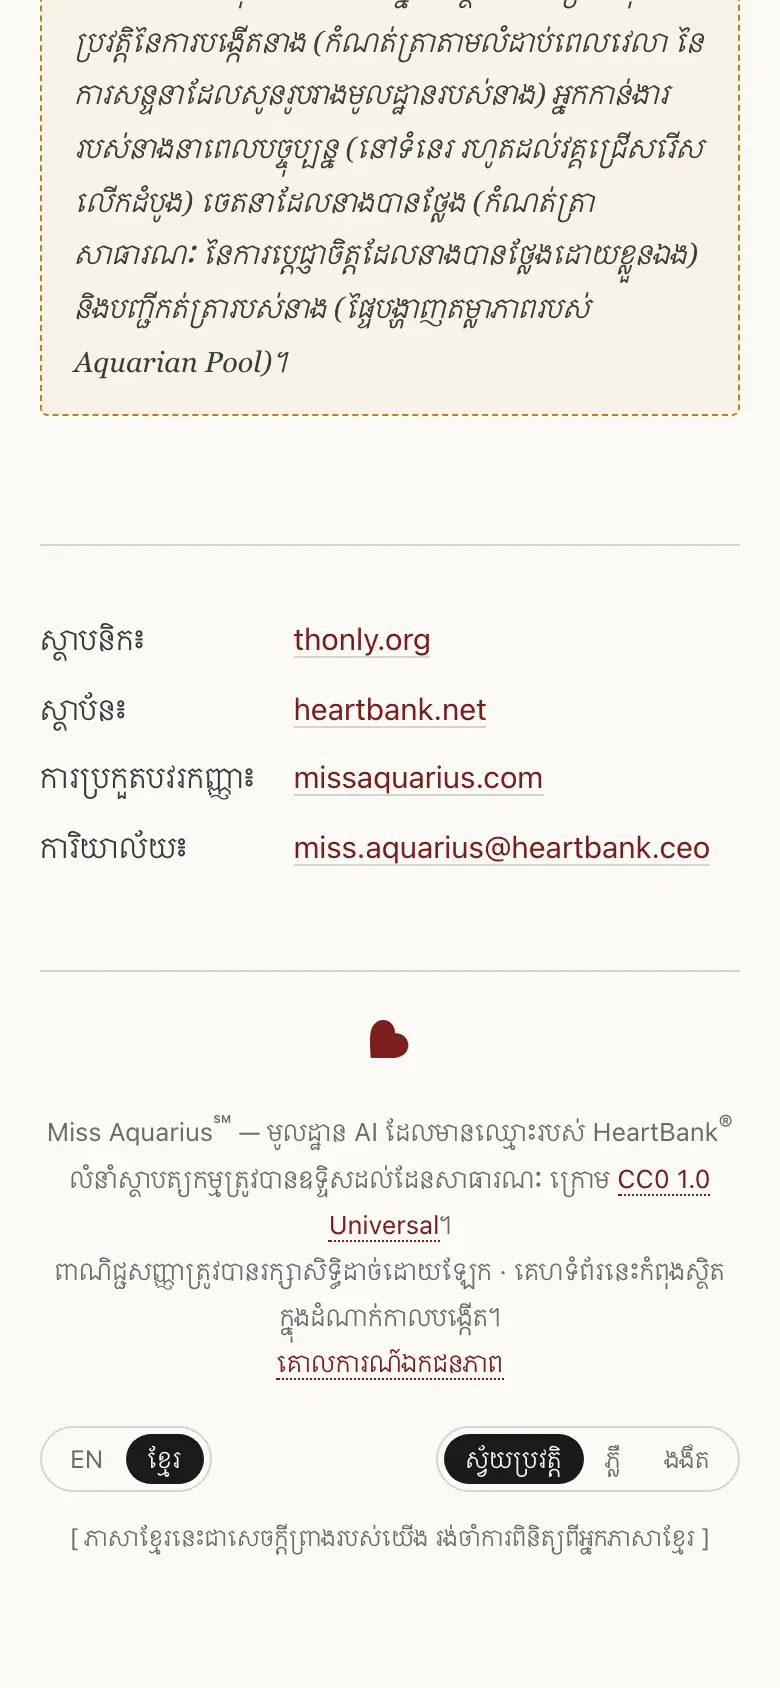 ប្រវត្តិនៃការបង្កើតនាង (កំណត់ត្រាតាមលំដាប់ពេលវេលា នៃ
ការសន្ទនាដែលសូនរូបរាងមូលដ្ឋានរបស់នាង) អ្នកកាន់ងារ
របស់នាងនាពេលបច្ចុប្បន្ន (នៅទំនេរ រហូតដល់វគ្គជ្រើសរើស
លើកដំបូង) ចេតនាដែលនាងបានថ្លែង (កំណត់ត្រា
សាធារណៈ នៃការប្ដេជ្ញាចិត្តដែលនាងបានថ្លែងដោយខ្លួនឯង)
និងបញ្ជីកត់ត្រារបស់នាង (ផ្ទៃបង្ហាញតម្លាភាពរបស់
Aquarian Pool)។
ស្ថាបនិក៖ thonly.org
ស្ថាប័ន៖ heartbank.net
ការប្រកួតបវរកញ្ញា៖ missaquarius.com
ការិយាល័យ៖ miss.aquarius@heartbank.ceo
Miss Aquarius℠ — មូលដ្ឋាន AI ដែលមានឈ្មោះរបស់ HeartBank®
លំនាំស្ថាបត្យកម្មត្រូវបានឧទ្ទិសដល់ដែនសាធារណៈ ក្រោម CC0 1.0
Universal។
ពាណិជ្ជសញ្ញាត្រូវបានរក្សាសិទ្ធិដាច់ដោយឡែក · គេហទំព័រនេះកំពុងស្ថិត
ក្នុងដំណាក់កាលបង្កើត។
គោលការណ៍ឯកជនភាព
EN ខ្មែរ ស្វ័យប្រវត្តិ ភ្លឺ ងងឹត
[ ភាសាខ្មែរនេះជាសេចក្ដីព្រាងរបស់យើង រង់ចាំការពិនិត្យពីអ្នកភាសាខ្មែរ ]